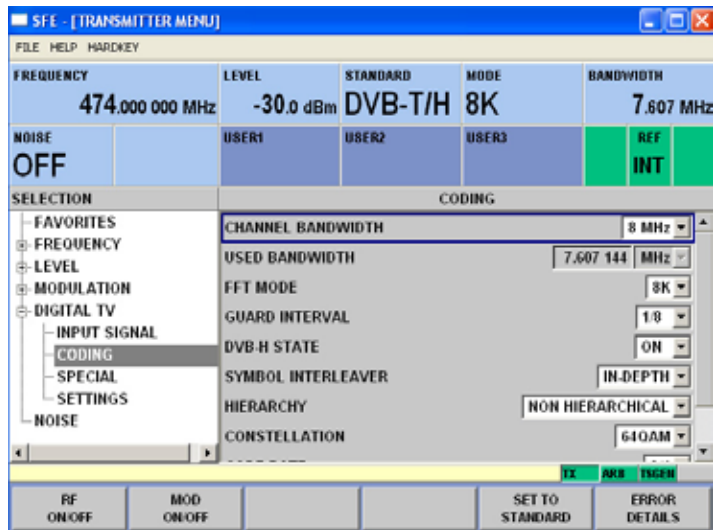 SFE - [TRANSMITTER MENU]
FILE HELP HARDKEY
FREQUENCY LEVEL STANDARD MODE BANDWIDTH
474.000 000 MHz -30.0 dBm DVB-T/H 8K 7.607 MHz
NOISE USER1 USER2 USER3 REF
OFF INT
SELECTION CODING
FAVORITES
FREQUENCY
LEVEL
MODULATION
DIGITAL TV
INPUT SIGNAL
CODING
SPECIAL
SETTINGS
NOISE
CHANNEL BANDWIDTH 8 MHz
USED BANDWIDTH 7.607 144 MHz
FFT MODE 8K
GUARD INTERVAL 1/8
DVB-H STATE ON
SYMBOL INTERLEAVER IN-DEPTH
HIERARCHY NON HIERARCHICAL
CONSTELLATION 64QAM
TX ARB TSGEN
RF ON/OFF
MOD ON/OFF
SET TO STANDARD
ERROR DETAILS